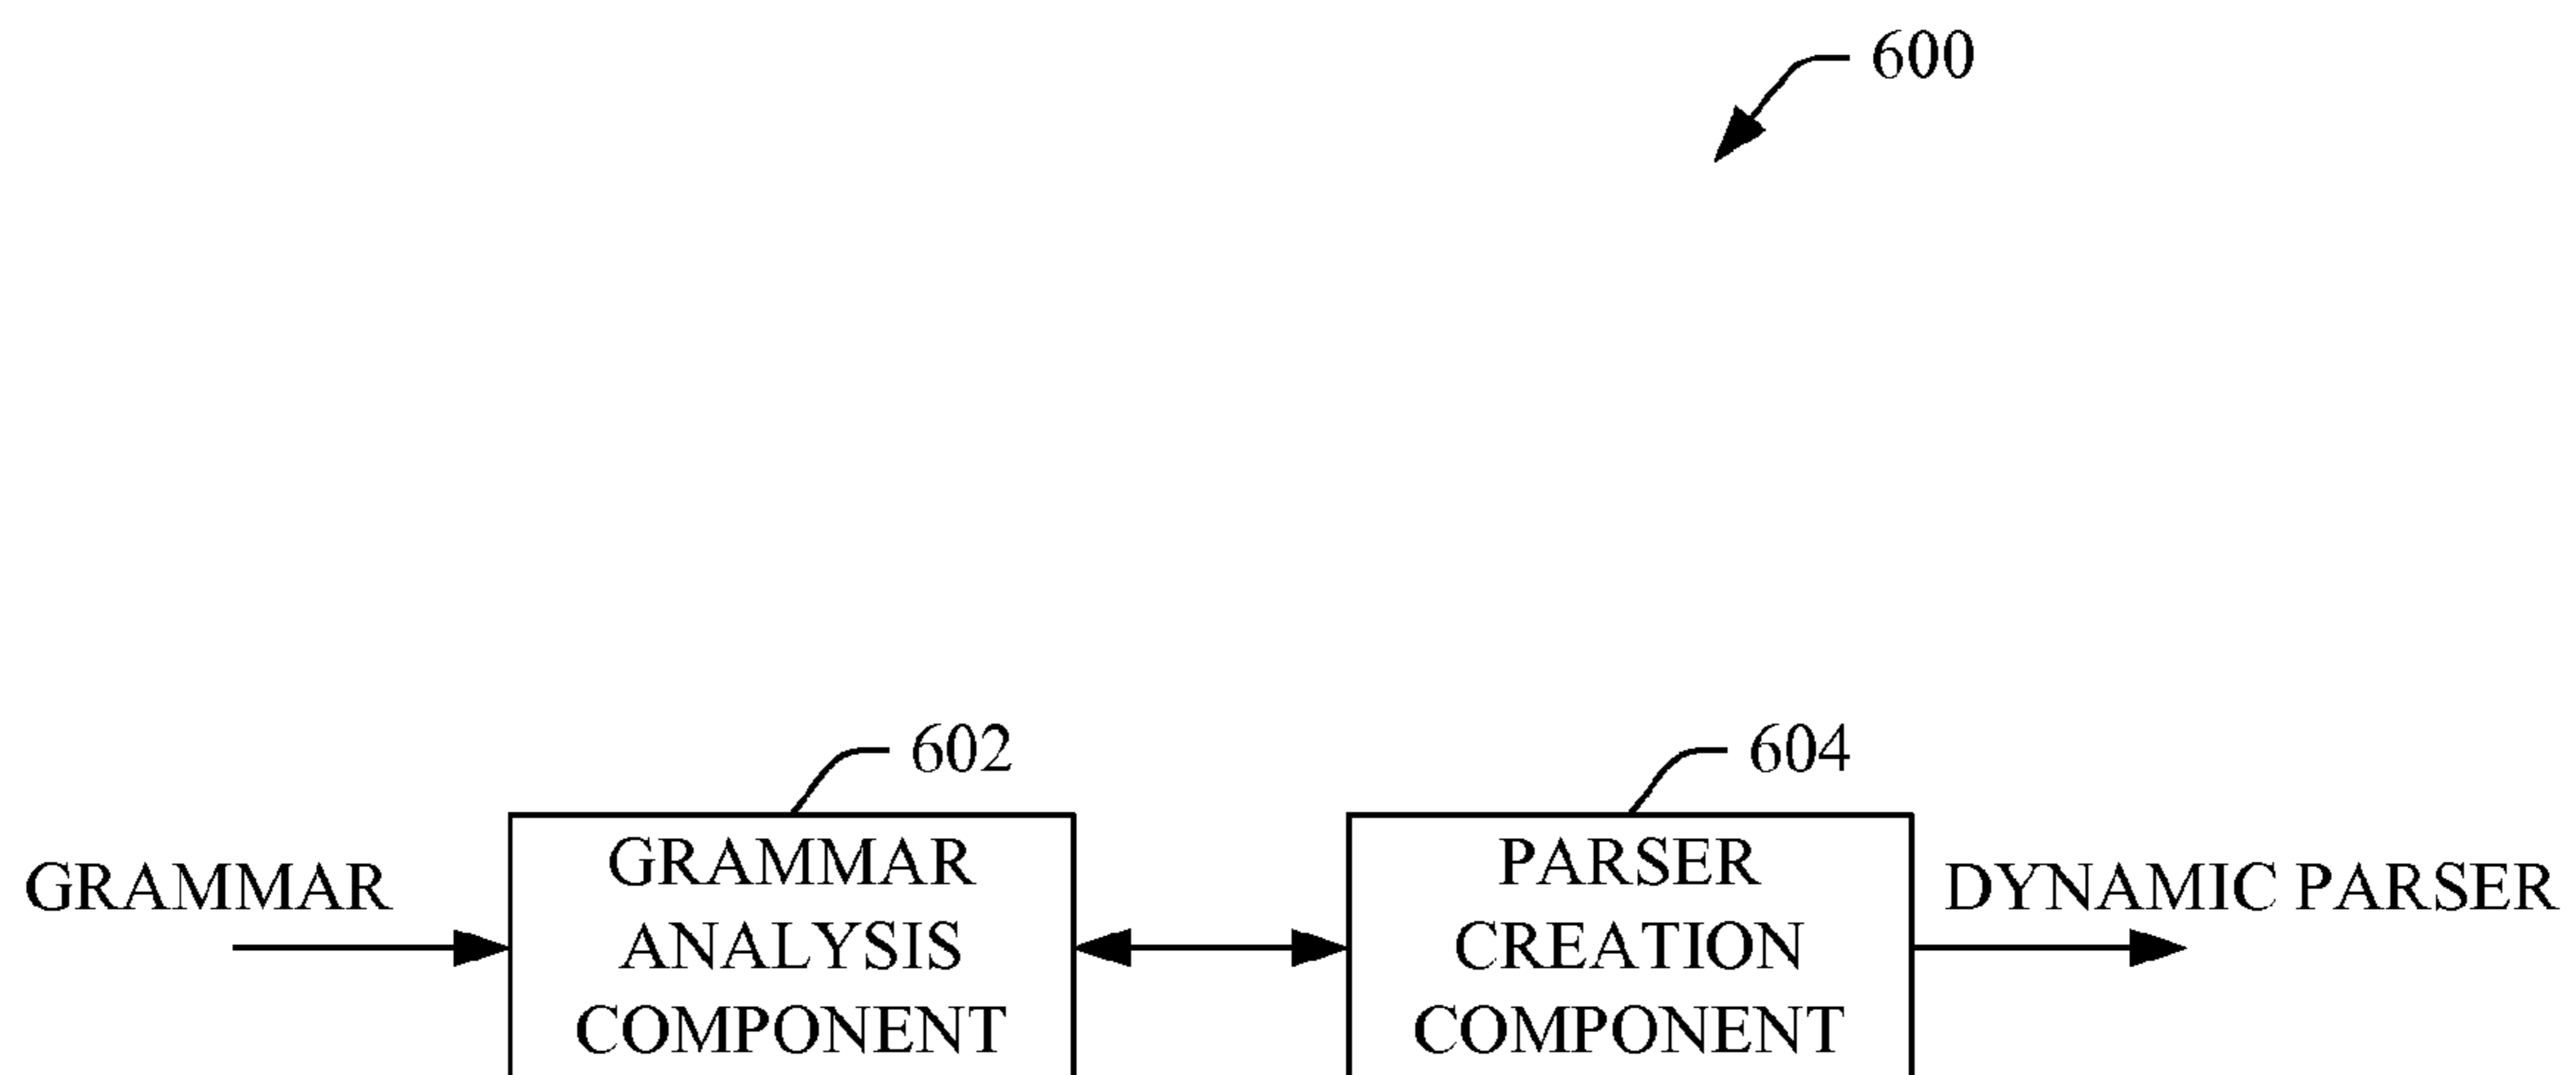 600
602
604
GRAMMAR
GRAMMAR
ANALYSIS
COMPONENT
PARSER
CREATION
COMPONENT
DYNAMIC PARSER